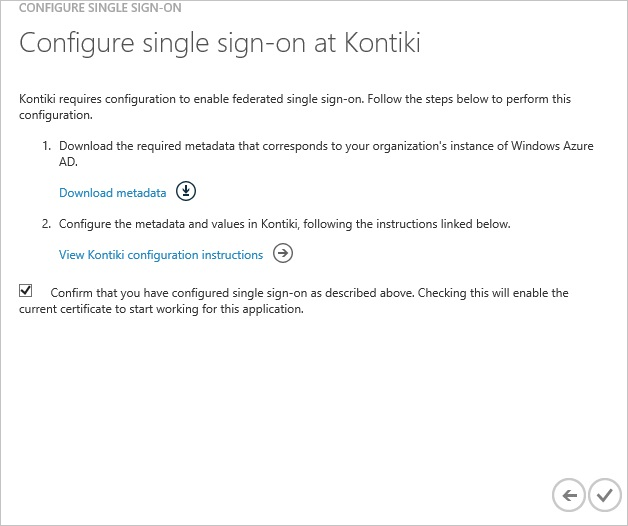 CONFIGURE SINGLE SIGN-ON
Configure single sign-on at Kontiki
Kontiki requires configuration to enable federated single sign-on. Follow the steps below to perform this
configuration.
1. Download the required metadata that corresponds to your organization's instance of Windows Azure
AD.
Download metadata
2. Configure the metadata and values in Kontiki, following the instructions linked below.
View Kontiki configuration instructions
Confirm that you have configured single sign-on as described above. Checking this will enable the
current certificate to start working for this application.